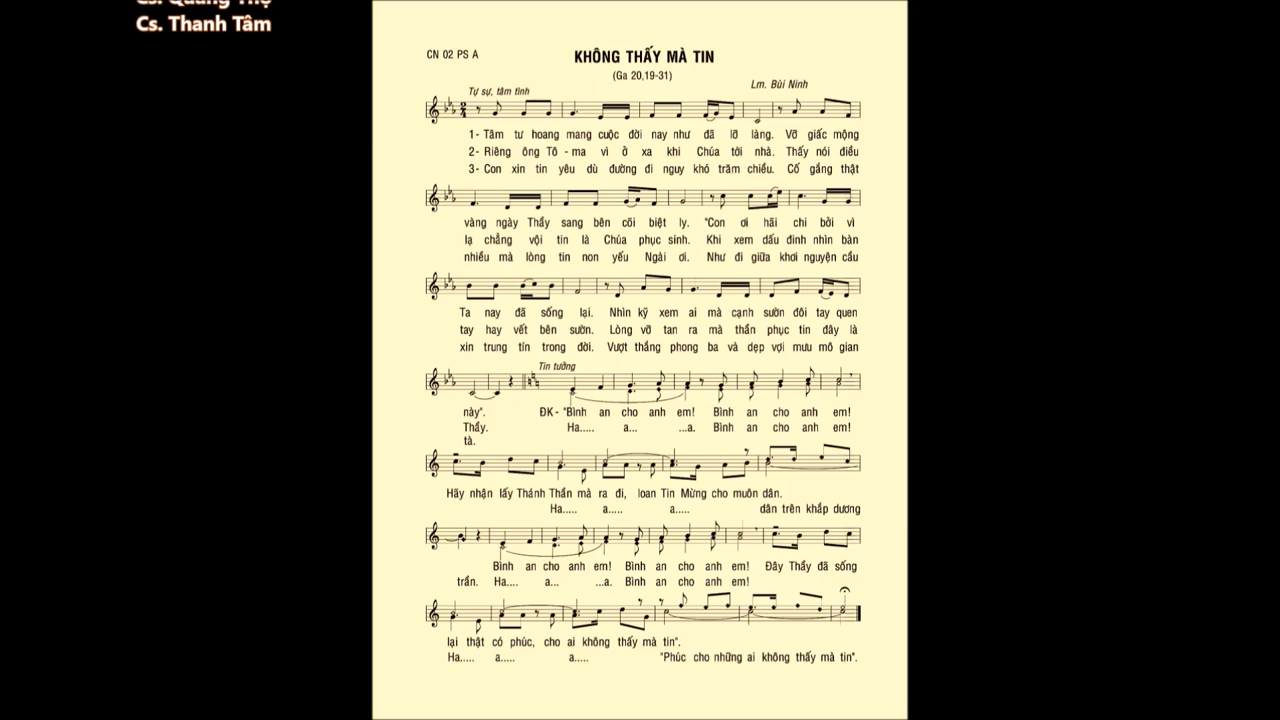 Cs. Quang Thọ
Cs. Thanh Tâm
CN 02 PS A
KHÔNG THẤY MÀ TIN
(Ga 20,19-31)
Lm. Bùi Ninh
Tự sự, tâm tình
1- Tâm tư hoang mang cuộc đời nay như đã lỡ làng. Vỡ giấc mộng
2- Riêng ông Tô - ma vì ở xa khi Chúa tới nhà. Thấy nói điều
3- Con xin tin yêu dù đường đi nguy khó trăm chiều. Cố gắng thật
vàng ngày Thầy sang bên cõi biệt ly. "Con ơi hãi chi bởi vì
lạ chẳng vội tin là Chúa phục sinh. Khi xem dấu đinh nhìn bàn
nhiều mà lòng tin non yếu Ngài ơi. Như đi giữa khơi nguyện cầu
Ta nay đã sống lại. Nhìn kỹ xem ai mà cạnh sườn đôi tay quen
tay hay vết bên sườn. Lòng vỡ tan ra mà thần phục tin đây là
xin trung tín trong đời. Vượt thắng phong ba và dẹp vợi mưu mô gian
Tin tưởng
này". ĐK- "Bình an cho anh em! Bình an cho anh em!
Thầy. Ha..... a... ...a. Bình an cho anh em!
tà.
Hãy nhận lấy Thánh Thần mà ra đi, loan Tin Mừng cho muôn dân.
Ha..... a..... a..... dân trên khắp dương
Bình an cho anh em! Bình an cho anh em! Đây Thầy đã sống
trần. Ha.... a... ...a. Bình an cho anh em!
lại thật có phúc, cho ai không thấy mà tin".
Ha..... a..... a..... "Phúc cho những ai không thấy mà tin".